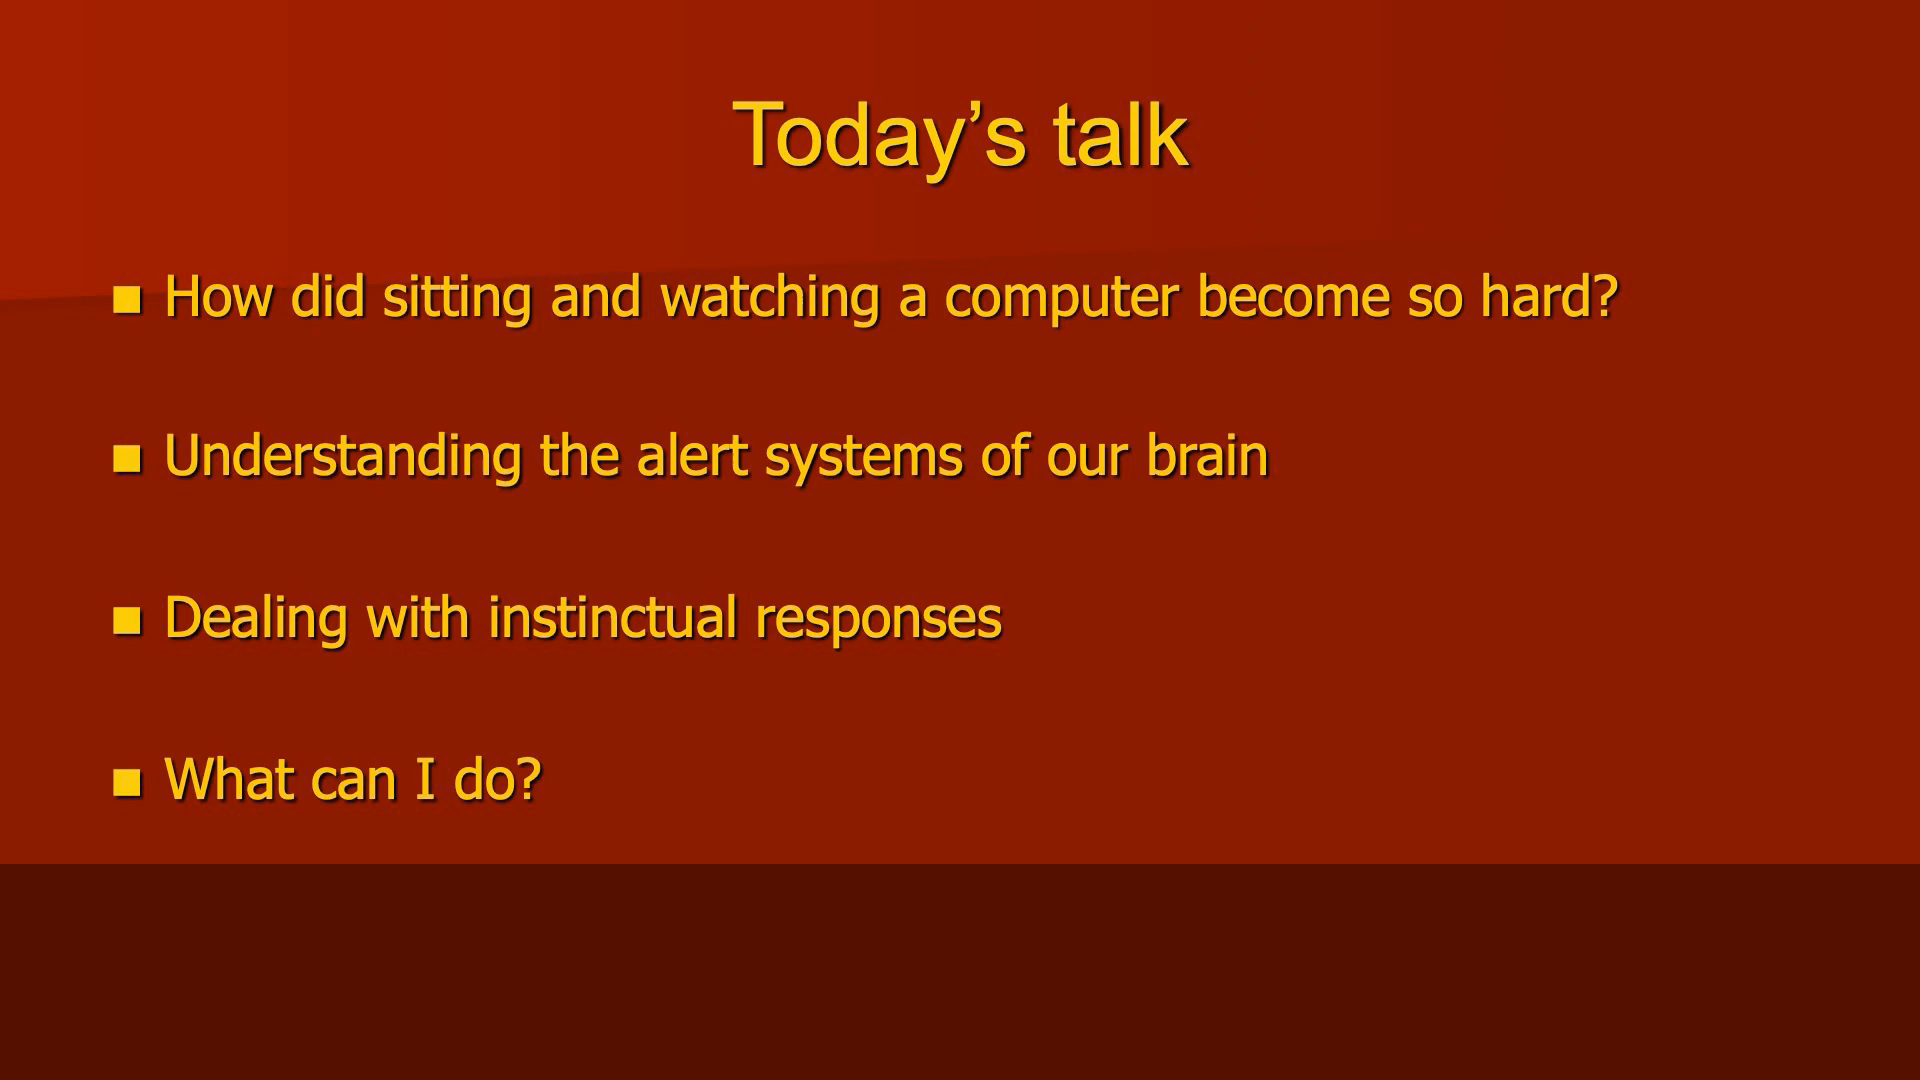 Today’s talk
■ How did sitting and watching a computer become so hard?
■ Understanding the alert systems of our brain
■ Dealing with instinctual responses
■ What can I do?